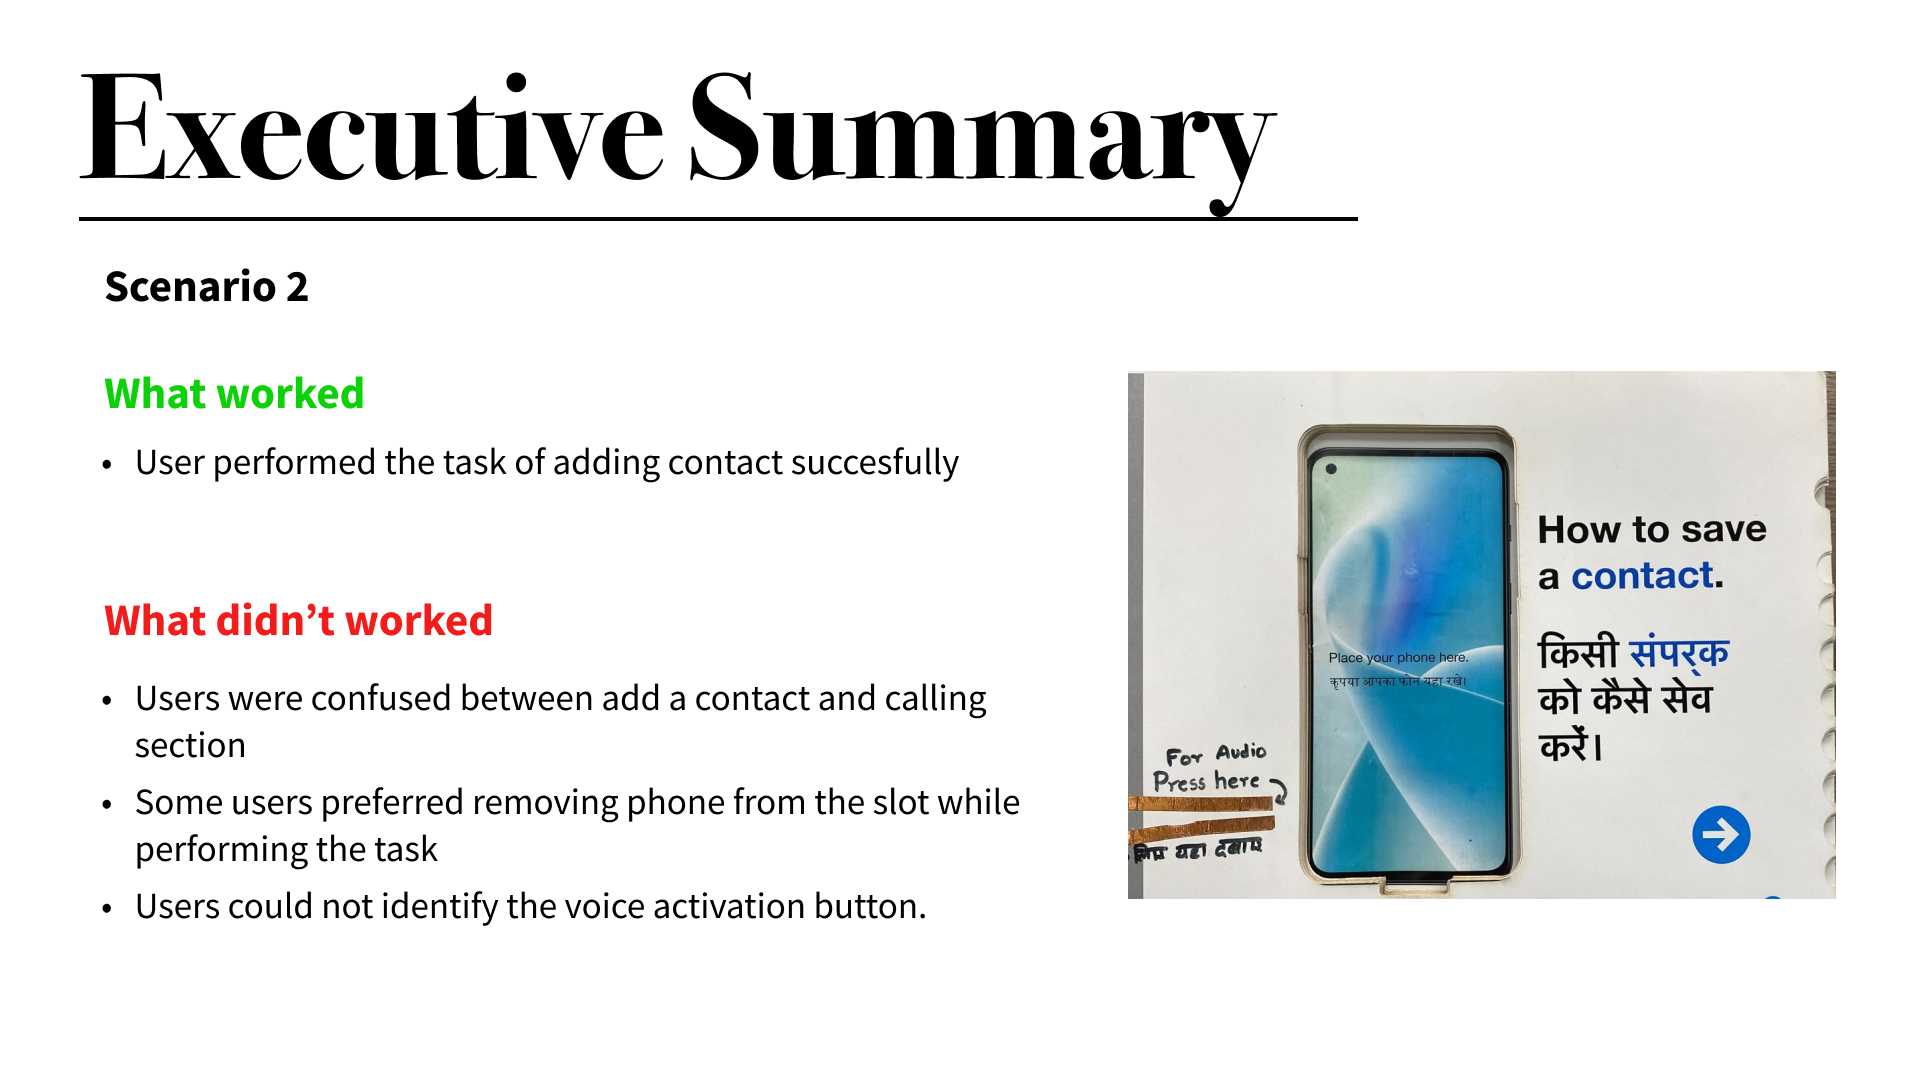 Executive Summary
Scenario 2
What worked
• User performed the task of adding contact succesfully
What didn’t worked
• Users were confused between add a contact and calling
section
• Some users preferred removing phone from the slot while
performing the task
• Users could not identify the voice activation button.
Place your phone here.
कृपया आपका फोन यहा रखे।
How to save
a contact.
किसी संपर्क
को कैसे सेव
करें।
For Audio
Press here
लिए यहा दबाए